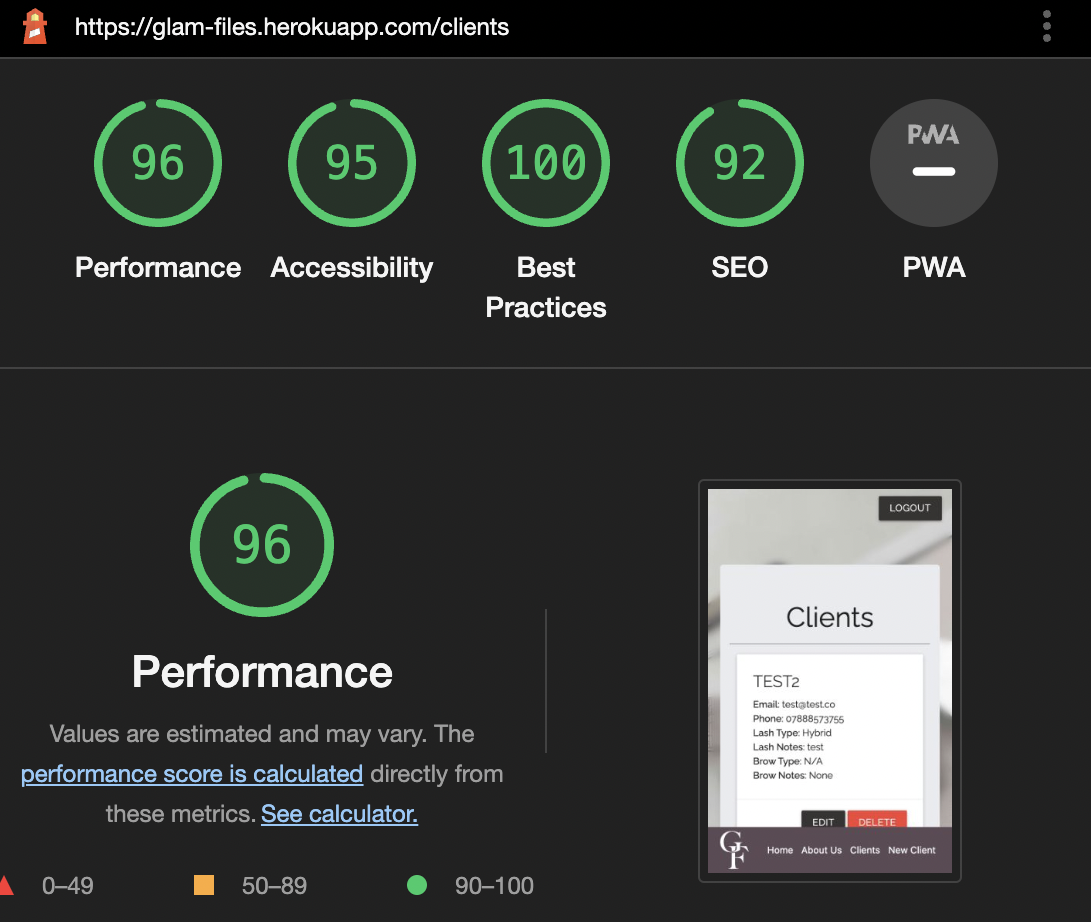 https://glam-files.herokuapp.com/clients
96
95
100
92
PWA
Performance
Accessibility
Best
Practices
SEO
PWA
96
Performance
Values are estimated and may vary. The
performance score is calculated directly from
these metrics. See calculator.
0–49
50–89
90–100
LOGOUT
Clients
TEST2
Email: test@test.co
Phone: 07888573755
Lash Type: Hybrid
Lash Notes: test
Brow Type: N/A
Brow Notes: None
EDIT DELETE
GF
Home About Us Clients New Client